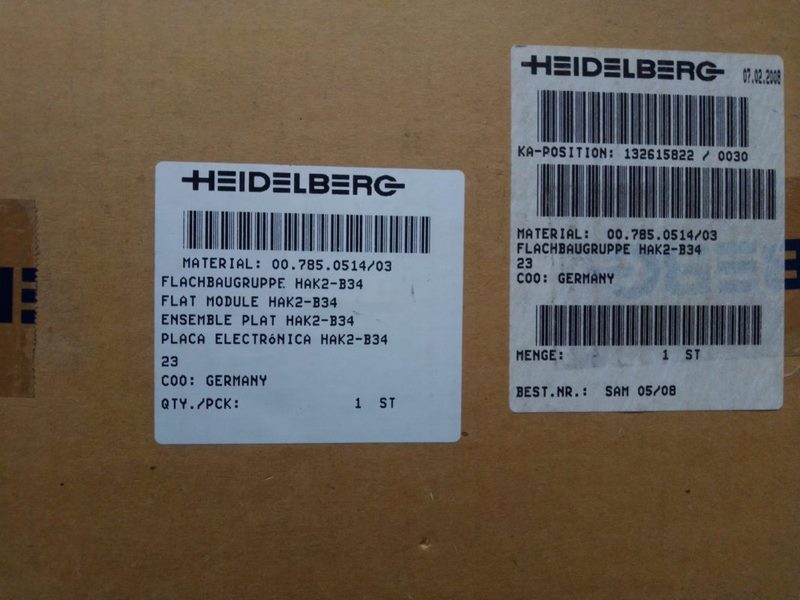 HEIDELBERG
MATERIAL: 00.785.0514/03
FLACHBAUGRUPPE HAK2-B34
FLAT MODULE HAK2-B34
ENSEMBLE PLAT HAK2-B34
PLACA ELECTRóNICA HAK2-B34
23
COO: GERMANY
QTY./PCK: 1 ST
HEIDELBERG 07.02.2008
KA-POSITION: 132615822 / 0030
MATERIAL: 00.785.0514/03
FLACHBAUGRUPPE HAK2-B34
23
COO: GERMANY
MENGE: 1 ST
BEST.NR.: SAM 05/08